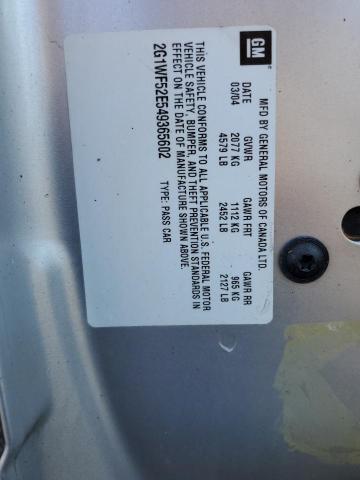 GM
MFD BY GENERAL MOTORS OF CANADA LTD.
DATE GVWR GAWR FRT GAWR RR
03/04 2077 KG 1112 KG 965 KG
4579 LB 2452 LB 2127 LB
THIS VEHICLE CONFORMS TO ALL APPLICABLE U.S. FEDERAL MOTOR
VEHICLE SAFETY, BUMPER, AND THEFT PREVENTION STANDARDS IN
EFFECT ON THE DATE OF MANUFACTURE SHOWN ABOVE.
2G1WF52E549365602 TYPE: PASS CAR